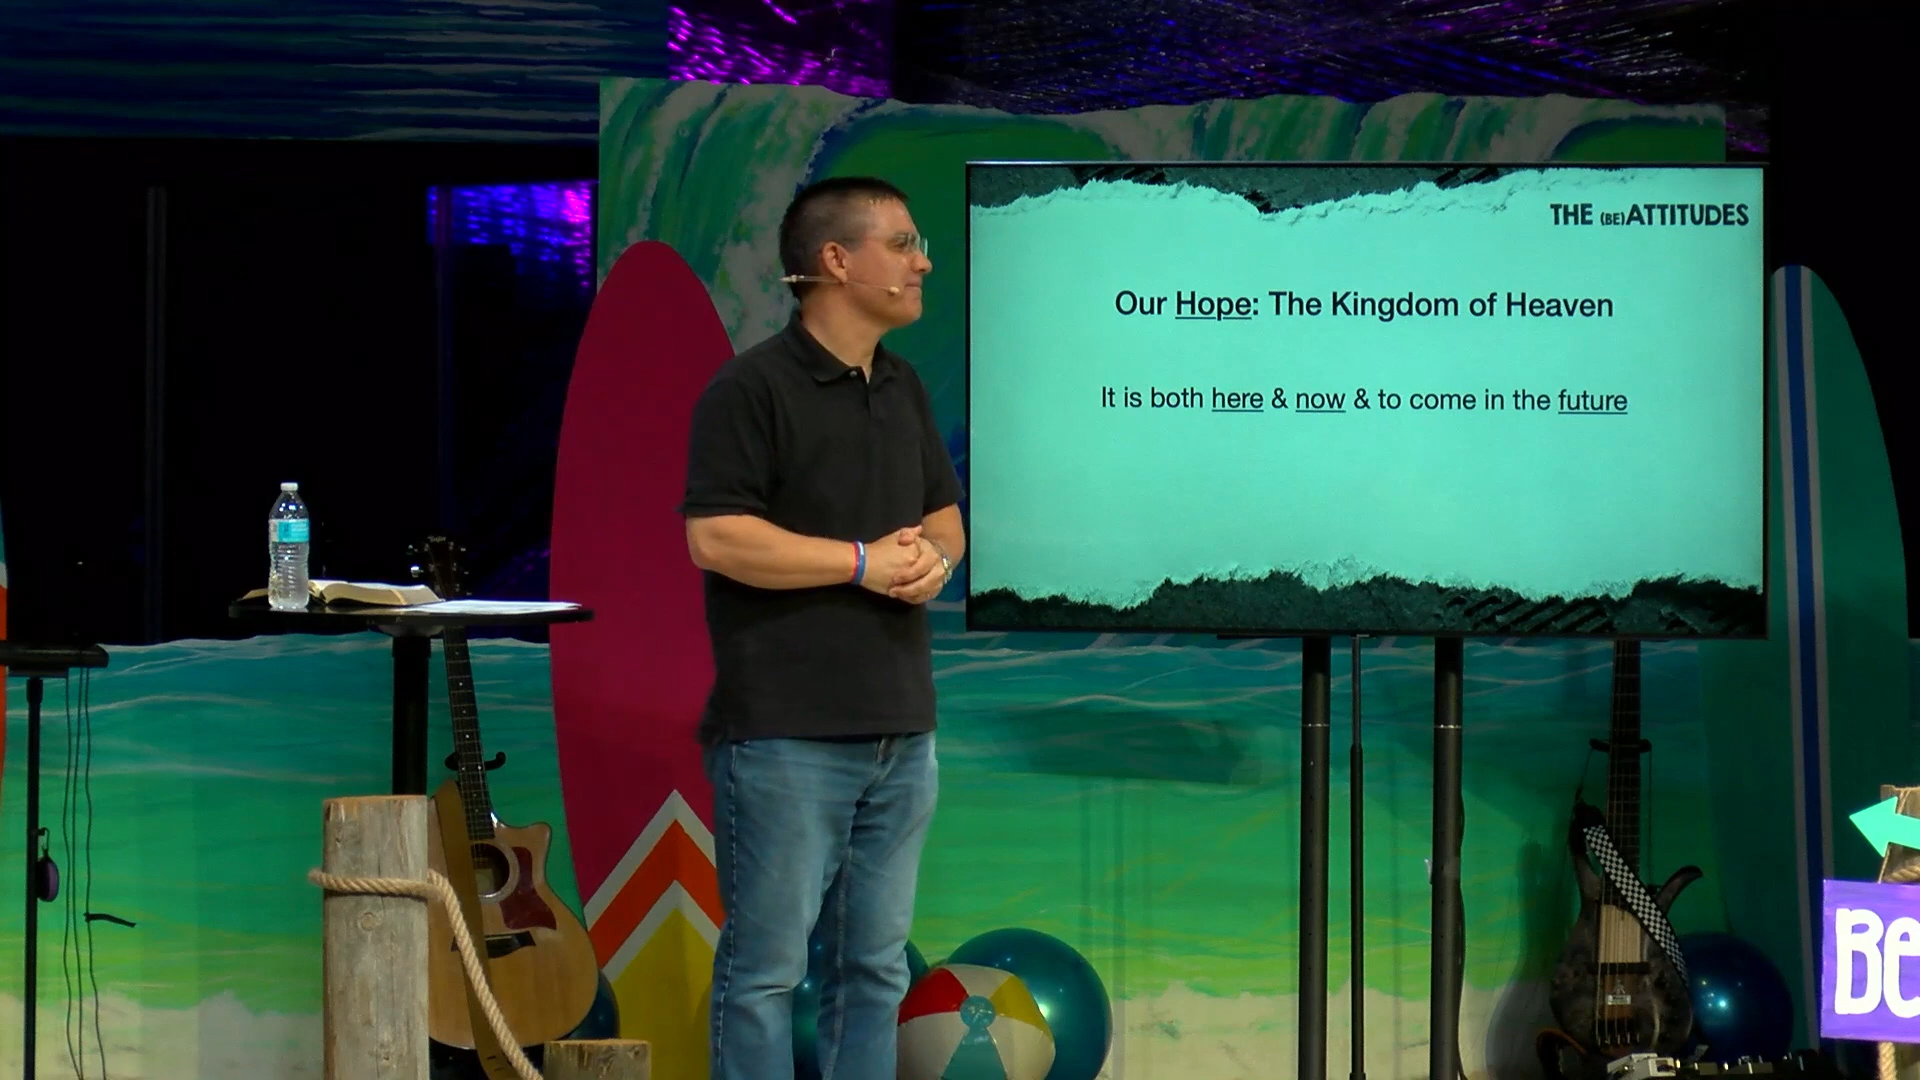 THE (BE)ATTITUDES
Our Hope: The Kingdom of Heaven
It is both here & now & to come in the future
Be